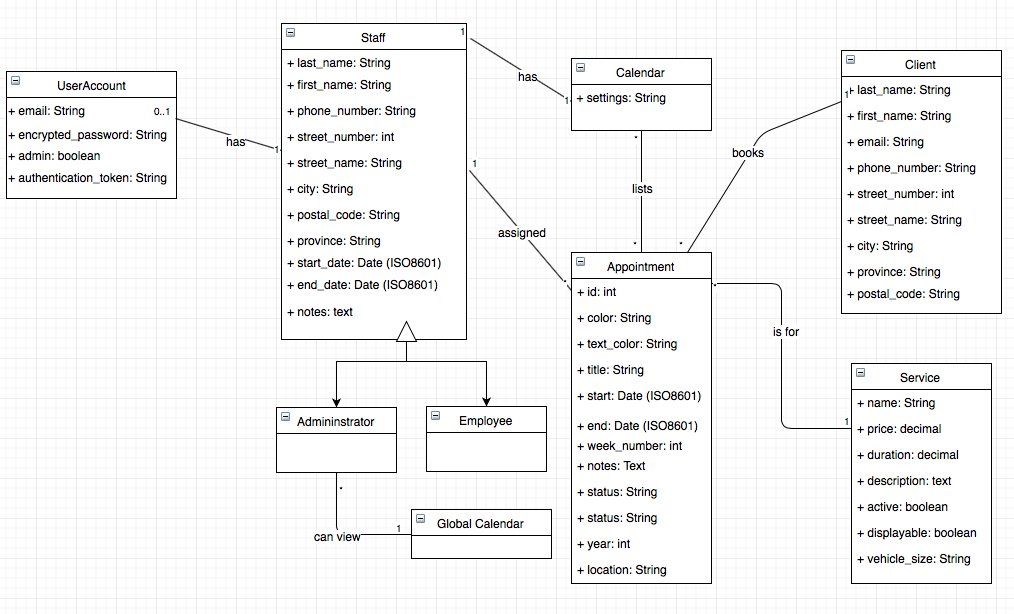 UserAccount
+ email: String
0..1
+ encrypted_password: String
+ admin: boolean
+ authentication_token: String
has
1
Staff
1
+ last_name: String
+ first_name: String
+ phone_number: String
+ street_number: int
+ street_name: String
+ city: String
+ postal_code: String
+ province: String
+ start_date: Date (ISO8601)
+ end_date: Date (ISO8601)
+ notes: text
has
1
Calendar
+ settings: String
*
lists
*
1
assigned
*
Client
+ last_name: String
+ first_name: String
+ email: String
+ phone_number: String
+ street_number: int
+ street_name: String
+ city: String
+ province: String
+ postal_code: String
1
books
*
Appointment
+ id: int
+ color: String
+ text_color: String
+ title: String
+ start: Date (ISO8601)
+ end: Date (ISO8601)
+ week_number: int
+ notes: Text
+ status: String
+ status: String
+ year: int
+ location: String
*
is for
1
Service
+ name: String
+ price: decimal
+ duration: decimal
+ description: text
+ active: boolean
+ displayable: boolean
+ vehicle_size: String
Admininstrator
Employee
*
can view
1
Global Calendar